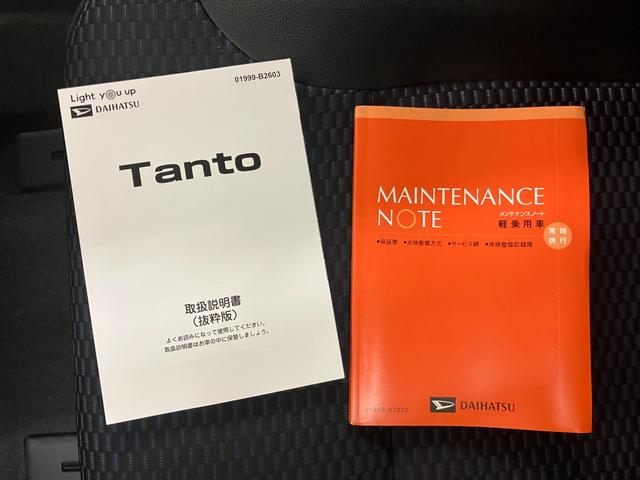 01999-B2603
Light you up
DAIHATSU
Tanto
取扱説明書
（抜粋版）
よくお読みになって使用してください。
取扱説明書はお車の中に保管しましょう。
MAINTENANCE
NOTE
メンテナンスノート
軽乗用車
常時
携行
●保証書 ●点検整備方式 ●サービス網 ●点検整備記録簿
01999-B2032
DAIHATSU